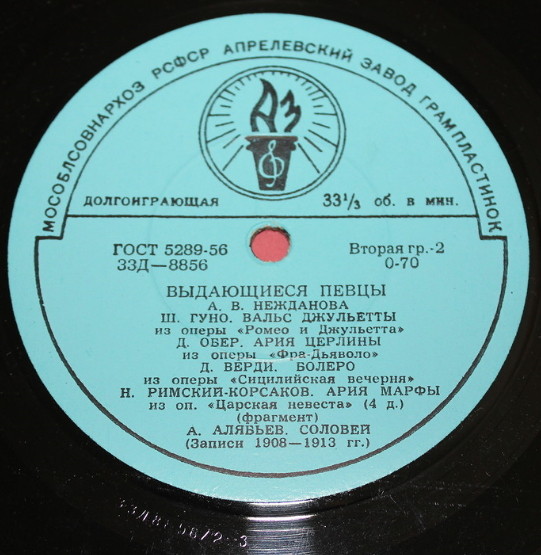 МОСОБЛСОВНАРХОЗ РСФСР АПРЕЛЕВСКИЙ ЗАВОД ГРАМПЛАСТИНОК
АЗ
ДОЛГОИГРАЮЩАЯ 33 1/3 об. в мин.
ГОСТ 5289-56 Вторая гр.-2
33Д—8856 0-70
ВЫДАЮЩИЕСЯ ПЕВЦЫ
А. В. НЕЖДАНОВА
Ш. ГУНО. ВАЛЬС ДЖУЛЬЕТТЫ
из оперы «Ромео и Джульетта»
Д. ОБЕР. АРИЯ ЦЕРЛИНЫ
из оперы «Фра-Дьяволо»
Д. ВЕРДИ. БОЛЕРО
из оперы «Сицилийская вечерня»
Н. РИМСКИЙ-КОРСАКОВ. АРИЯ МАРФЫ
из оп. «Царская невеста» (4 д.)
(фрагмент)
А. АЛЯБЬЕВ. СОЛОВЕЙ
(Записи 1908—1913 гг.)